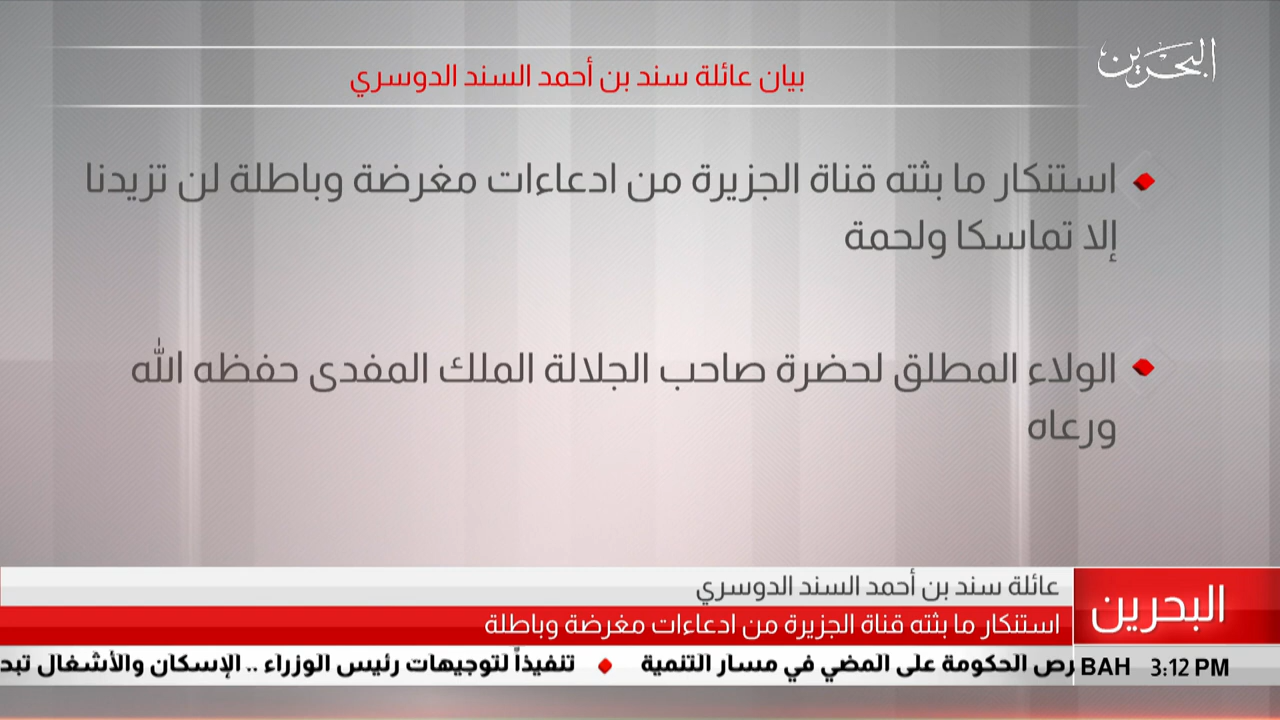 البحرين
بيان عائلة سند بن أحمد السند الدوسري
استنكار ما بثته قناة الجزيرة من ادعاءات مغرضة وباطلة لن تزيدنا
إلا تماسكا ولحمة
الولاء المطلق لحضرة صاحب الجلالة الملك المفدى حفظه الله
ورعاه
البحرين
عائلة سند بن أحمد السند الدوسري
استنكار ما بثته قناة الجزيرة من ادعاءات مغرضة وباطلة
BAH 3:12 PM
رص الحكومة على المضي في مسار التنمية ♦ تنفيذاً لتوجيهات رئيس الوزراء .. الإسكان والأشغال تبد